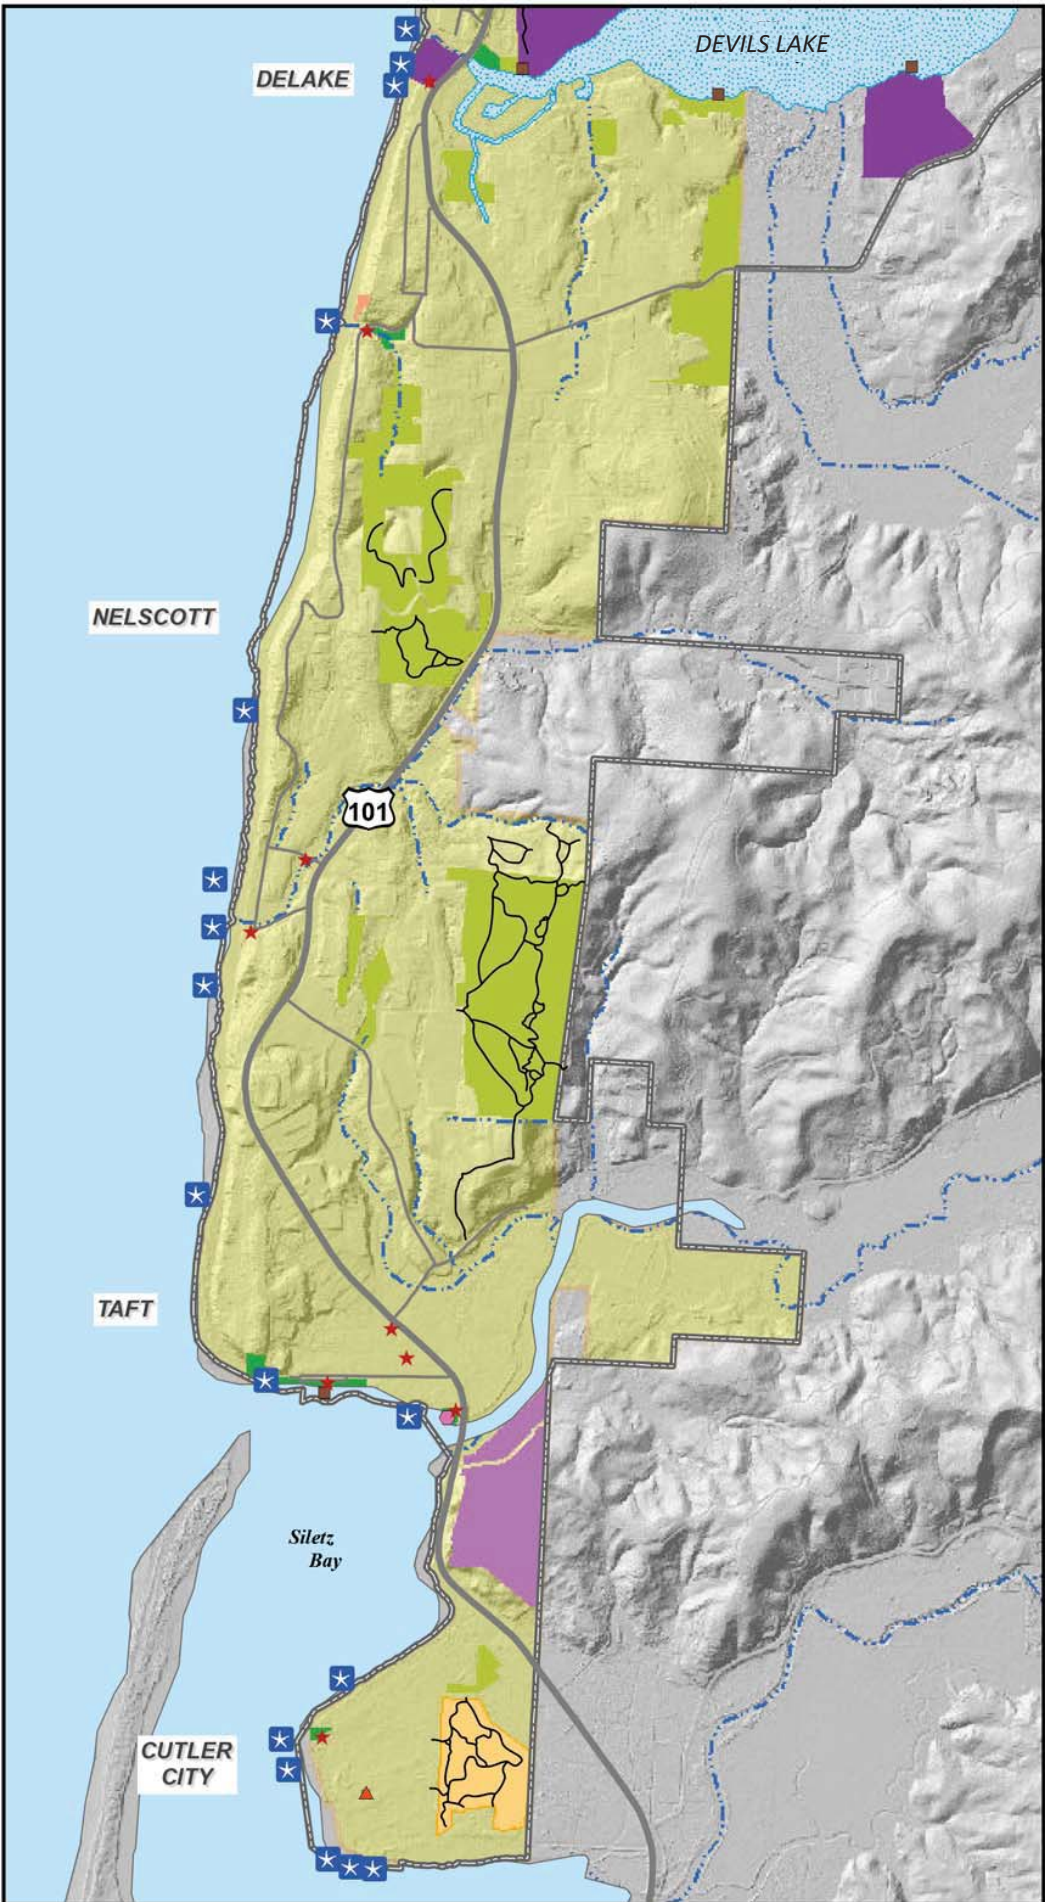 DEVILS LAKE
DELAKE
NELSCOTT
101
TAFT
Siletz
Bay
CUTLER
CITY